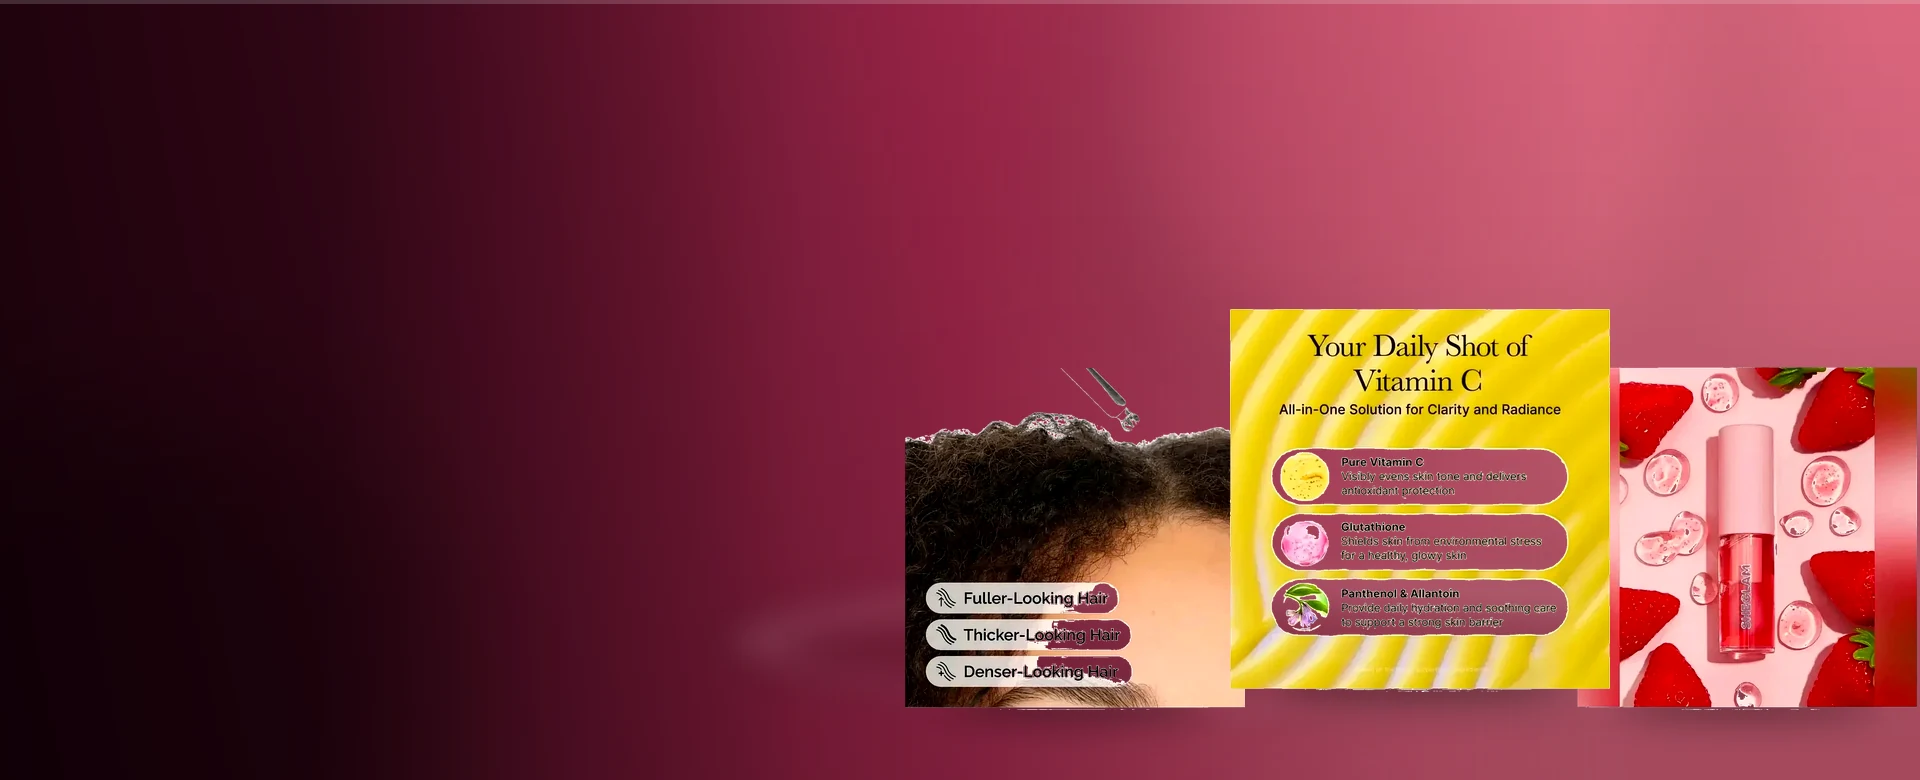 Fuller-Looking Hair
Thicker-Looking Hair
Denser-Looking Hair
Your Daily Shot of
Vitamin C
All-in-One Solution for Clarity and Radiance
Pure Vitamin C
Visibly evens skin tone and delivers
antioxidant protection
Glutathione
Shields skin from environmental stress
for a healthy, glowy skin
Panthenol & Allantoin
Provide daily hydration and soothing care
to support a strong skin barrier
SHEGLAM